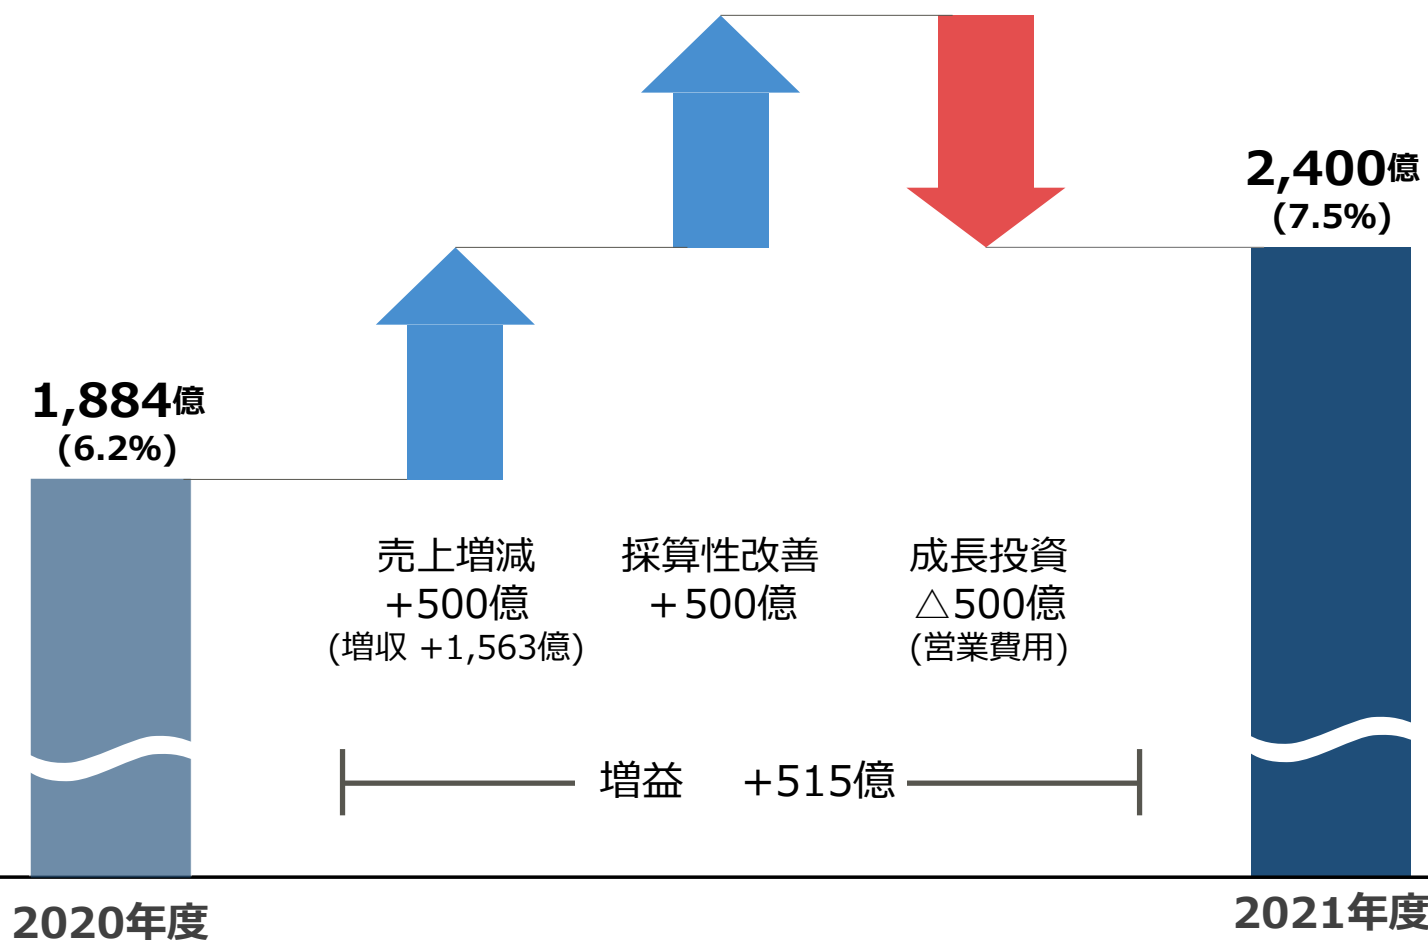 2,400億
(7.5%)
1,884億
(6.2%)
売上増減
+500億
(増収 +1,563億)
採算性改善
+500億
成長投資
△500億
(営業費用)
増益 +515億
2020年度
2021年度